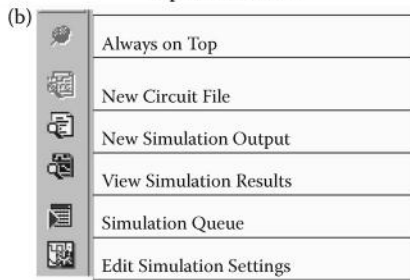 (b)
Always on Top
New Circuit File
New Simulation Output
View Simulation Results
Simulation Queue
Edit Simulation Settings